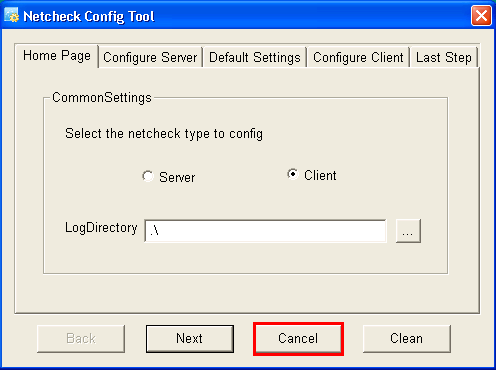 Netcheck Config Tool
Home Page Configure Server Default Settings Configure Client Last Step
CommonSettings
Select the netcheck type to config
Server Client
LogDirectory .\ ...
Back Next Cancel Clean